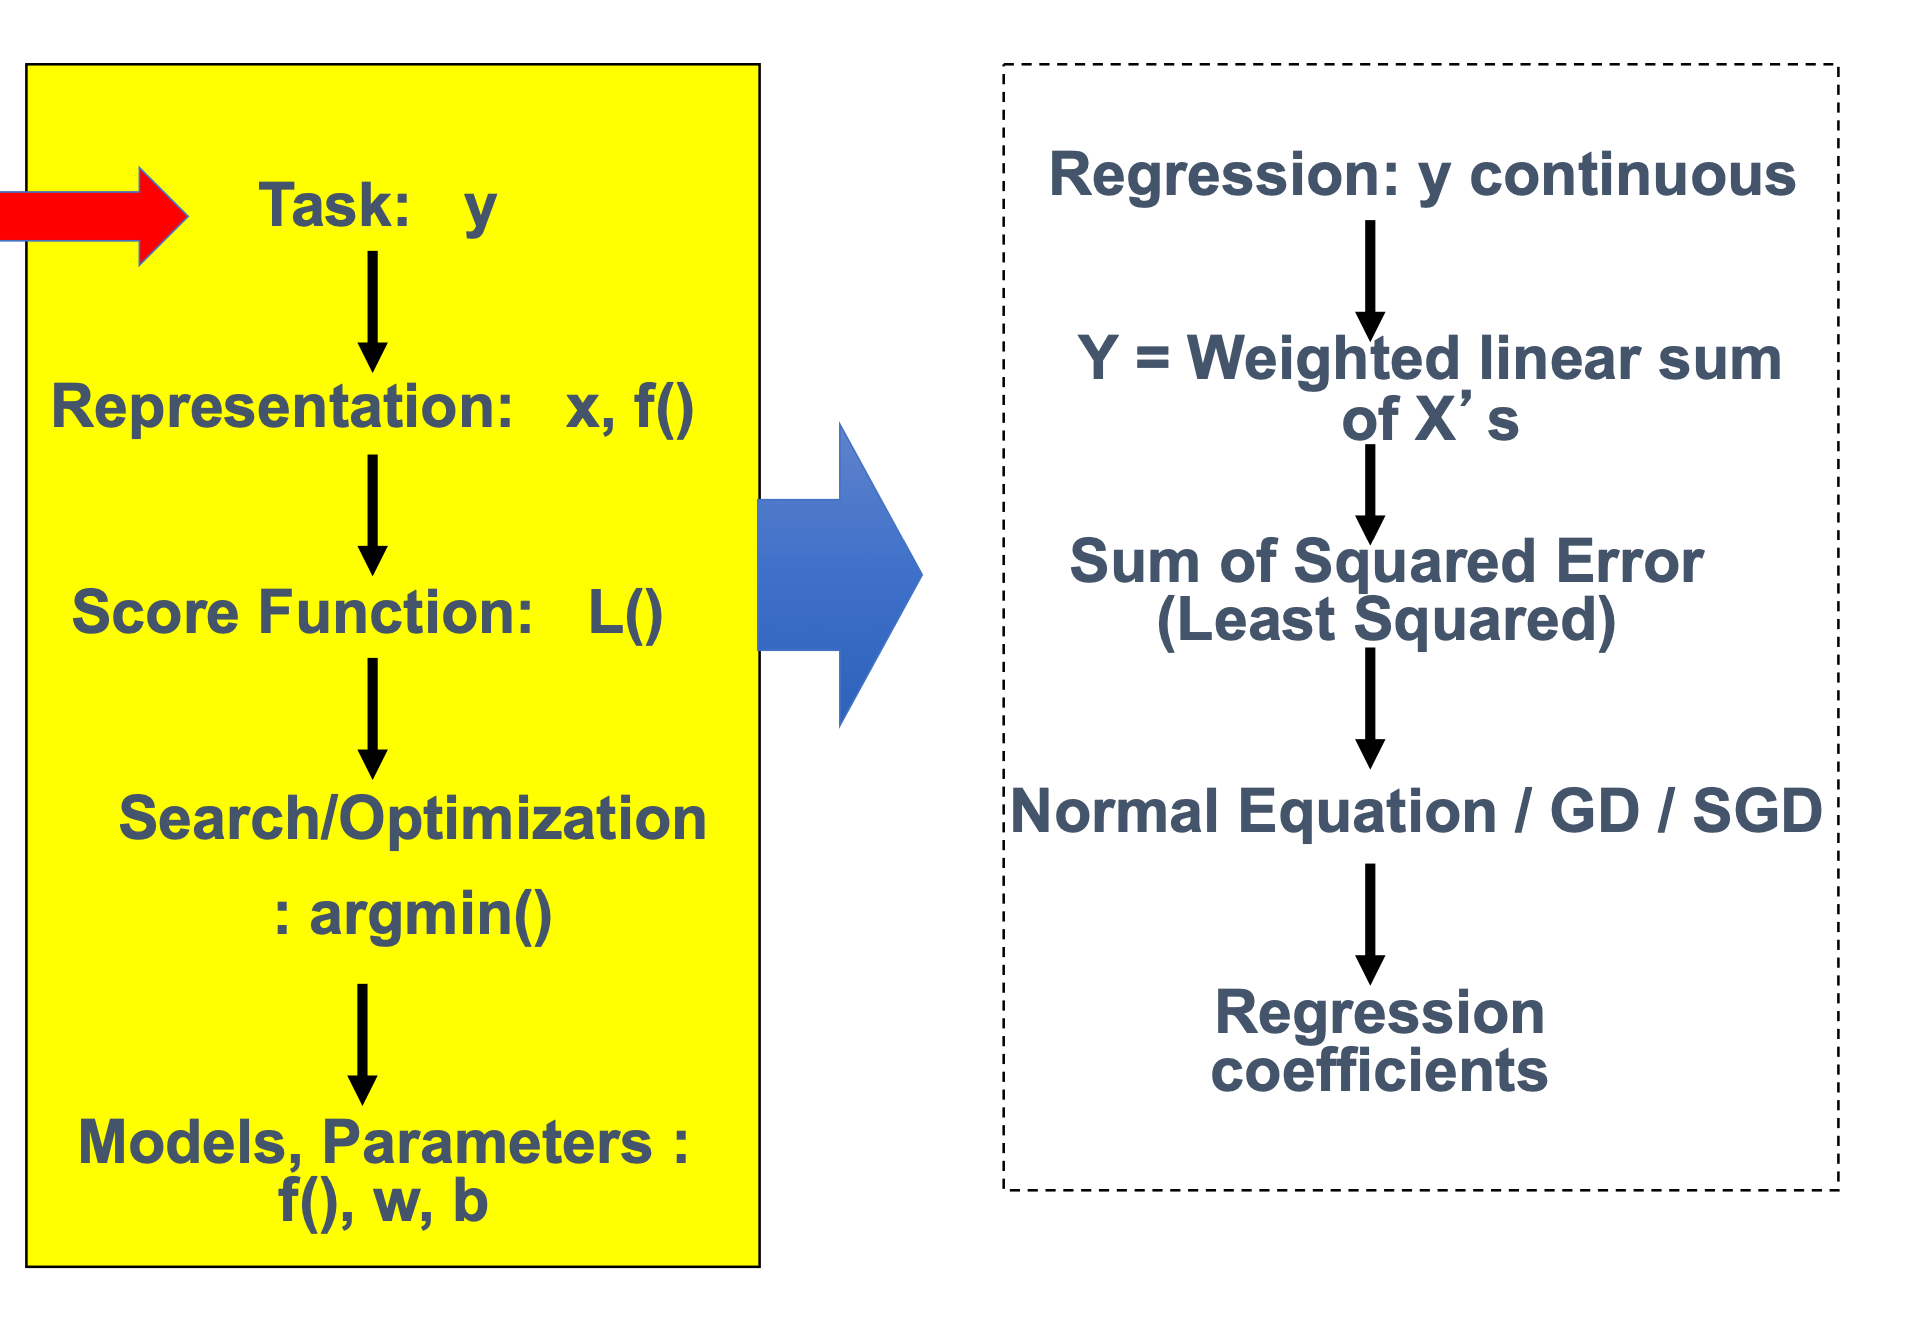 Task: y
Representation: x, f()
Score Function: L()
Search/Optimization
: argmin()
Models, Parameters :
f(), w, b
Regression: y continuous
Y = Weighted linear sum
of X’ s
Sum of Squared Error
(Least Squared)
Normal Equation / GD / SGD
Regression
coefficients